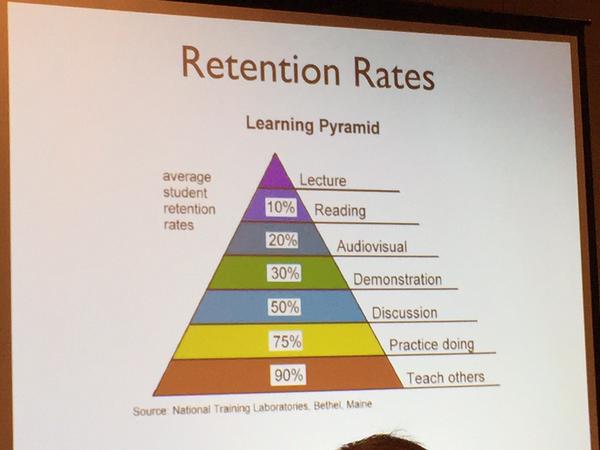 Retention Rates
Learning Pyramid
average
student
retention
rates
Lecture
10% Reading
20% Audiovisual
30% Demonstration
50% Discussion
75% Practice doing
90% Teach others
Source: National Training Laboratories, Bethel, Maine